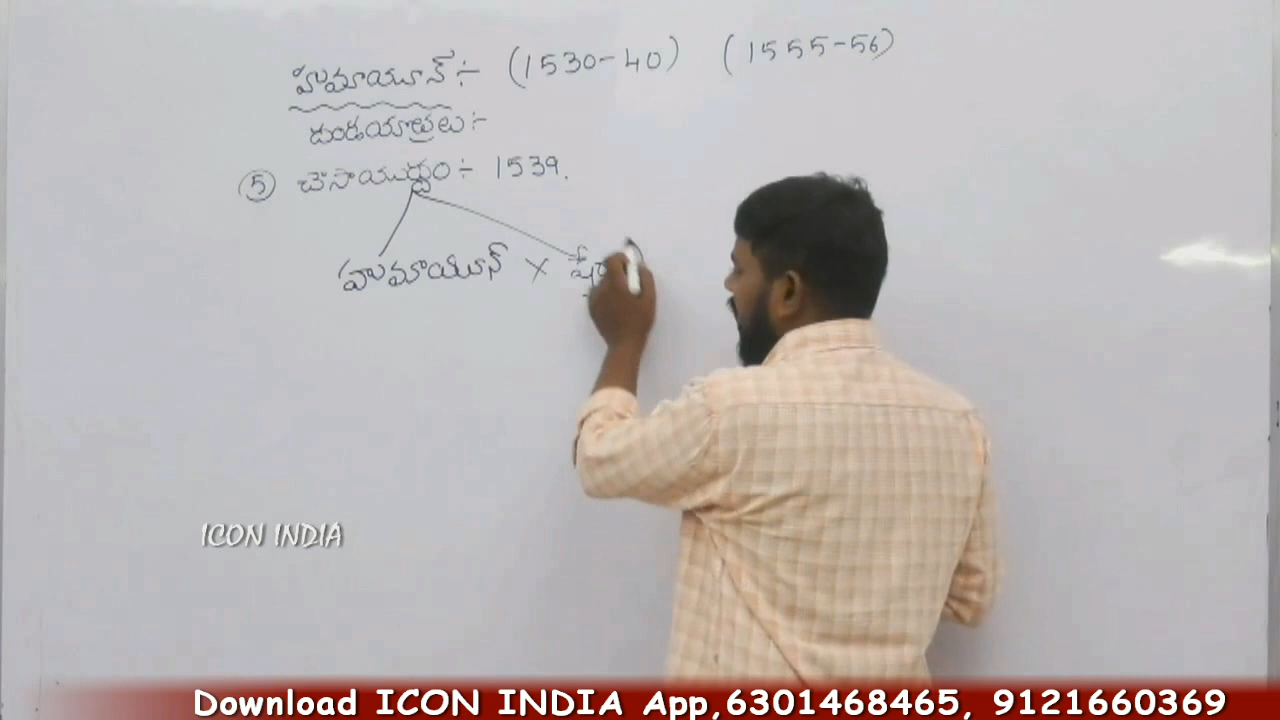 హుమాయూన్ :- (1530-40) (1555-56)
దండయాత్రలు :-
⑤ చౌసాయుద్ధం :- 1539.
హుమాయూన్ X షేర్
ICON INDIA
Download ICON INDIA App,6301468465, 9121660369